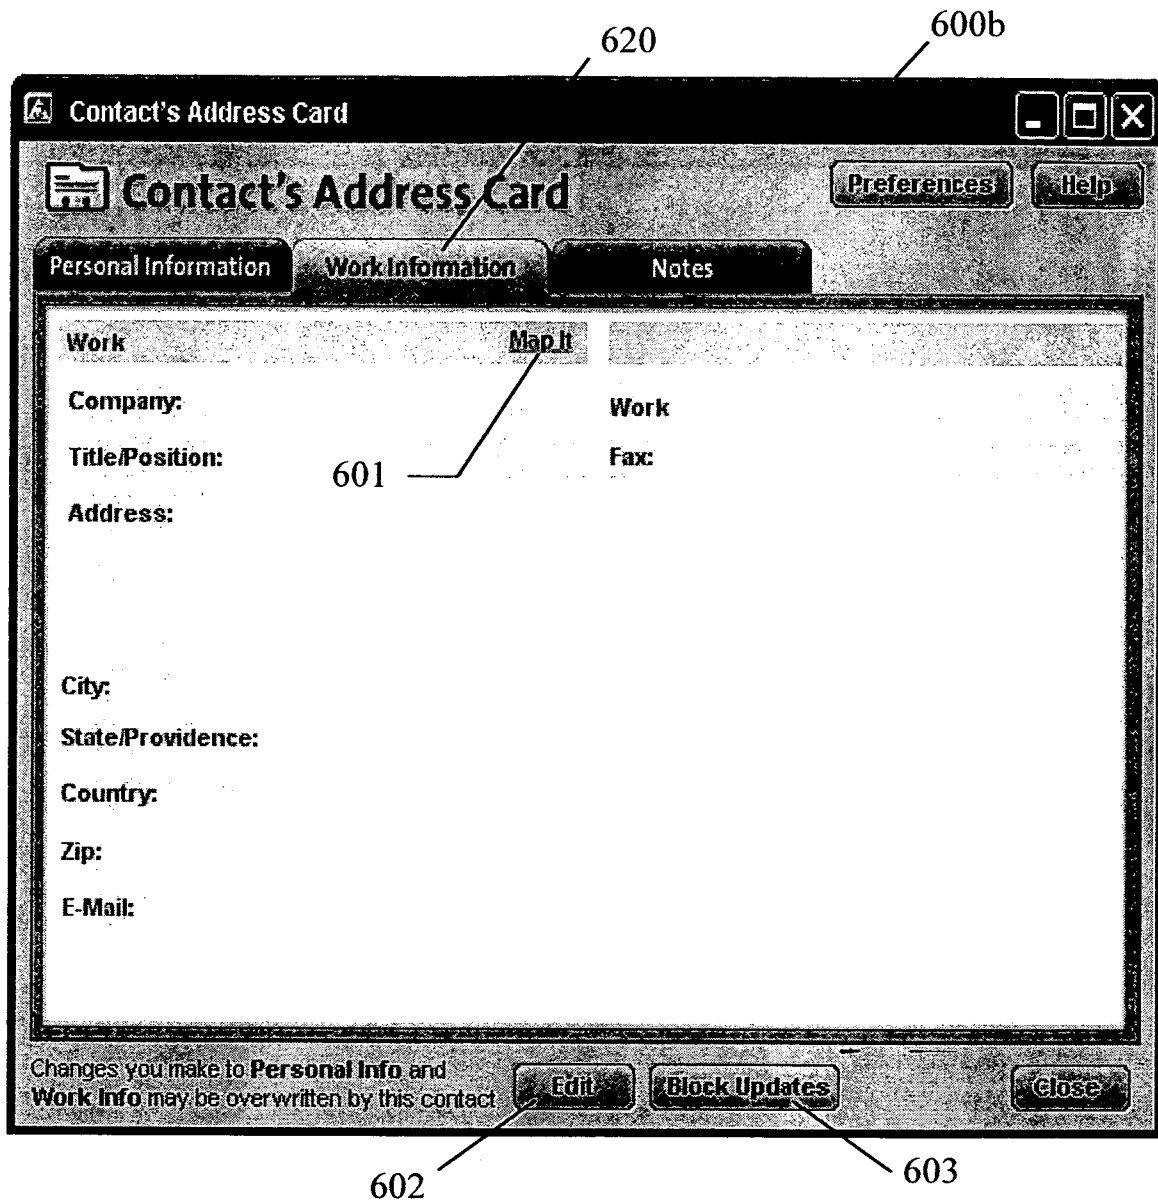 620
600b
Contact's Address Card
Contact's Address Card
Preferences
Help
Personal Information
Work Information
Notes
Work
Map It
Company:
Work
Title/Position:
Fax:
601
Address:
City:
State/Providence:
Country:
Zip:
E-Mail:
Changes you make to Personal Info and
Work Info may be overwritten by this contact
Edit
Block Updates
Close
602
603